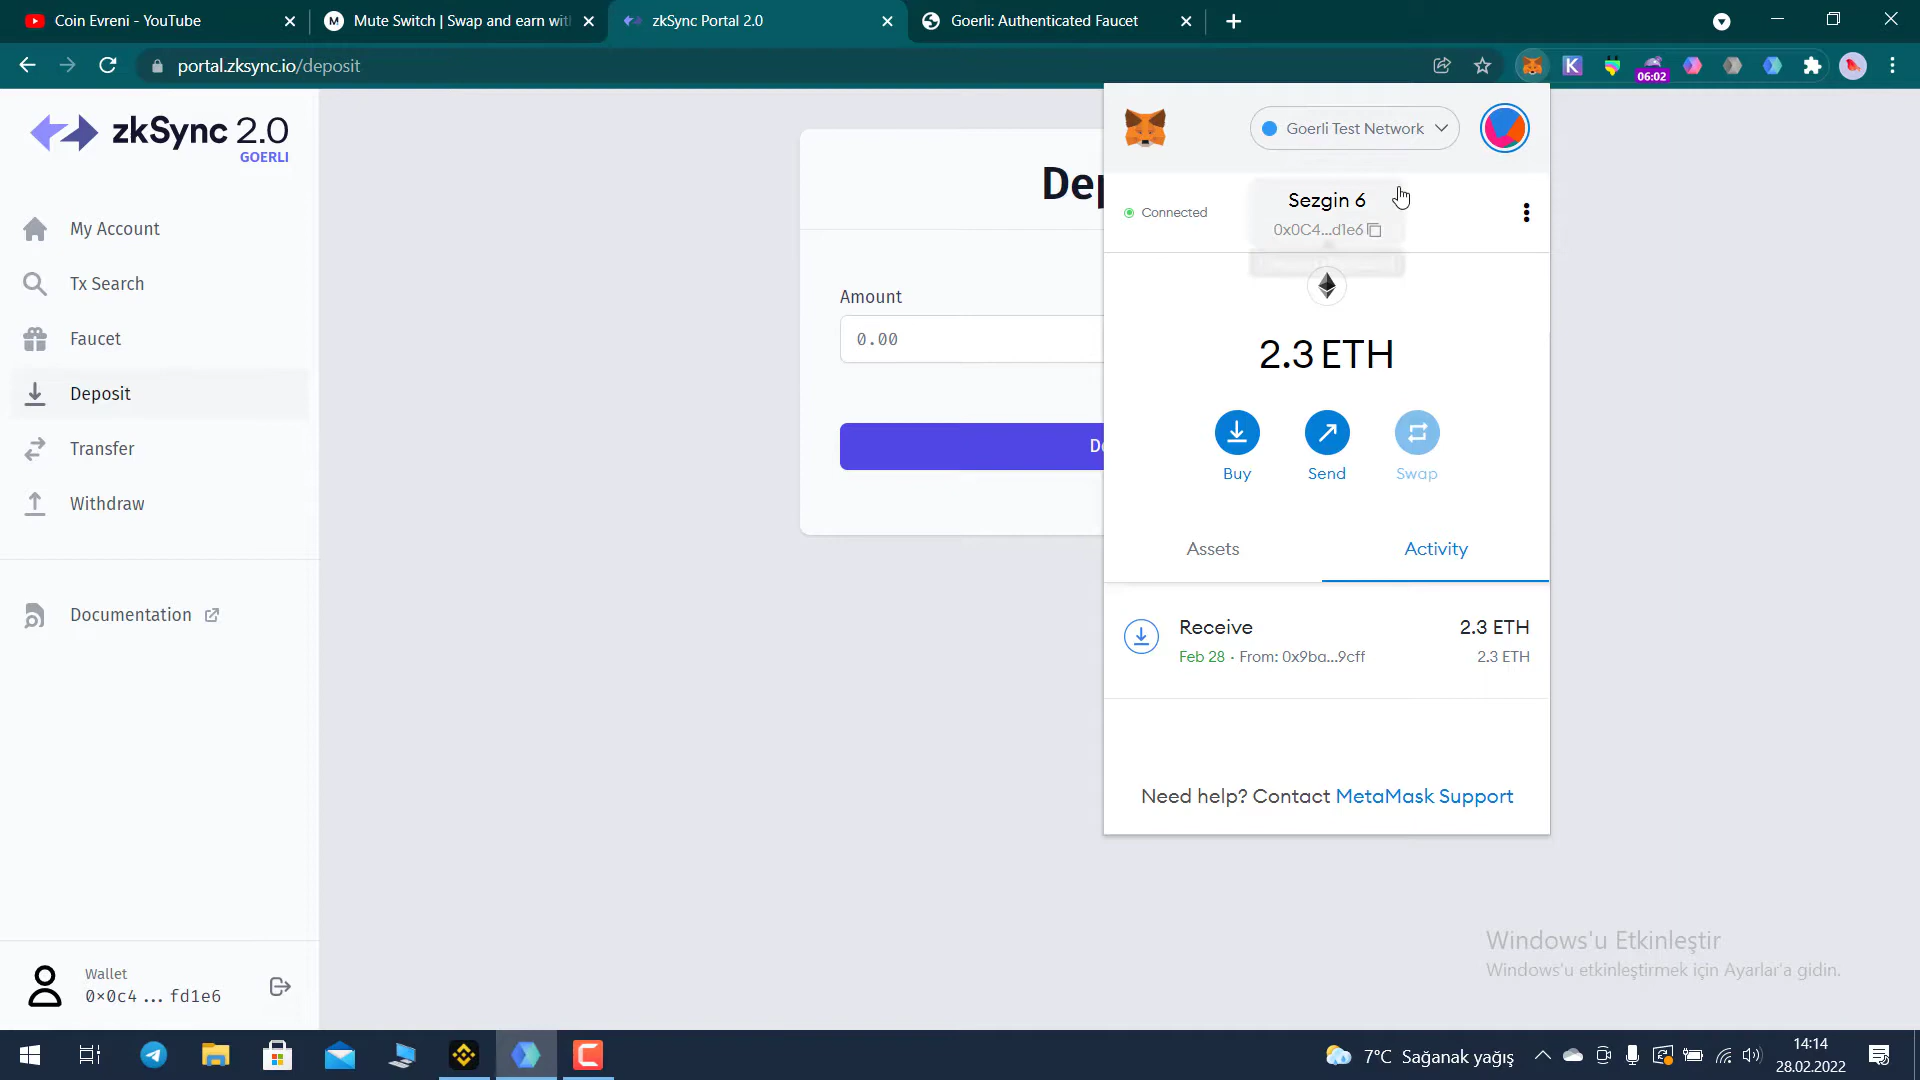 Coin Evreni - YouTube
Mute Switch | Swap and earn wit
zkSync Portal 2.0
Goerli: Authenticated Faucet
portal.zksync.io/deposit
06:02
zkSync 2.0
GOERLI
My Account
Tx Search
Faucet
Deposit
Transfer
Withdraw
Documentation
Wallet
0×0c4 ... fd1e6
Dep
Amount
0.00
De
Goerli Test Network
Connected
Sezgin 6
0x0C4...d1e6
2.3 ETH
Buy
Send
Swap
Assets
Activity
Receive
2.3 ETH
Feb 28 · From: 0x9ba...9cff
2.3 ETH
Need help? Contact MetaMask Support
Windows'u Etkinleştir
Windows'u etkinleştirmek için Ayarlar'a gidin.
7°C Sağanak yağış
14:14
28.02.2022